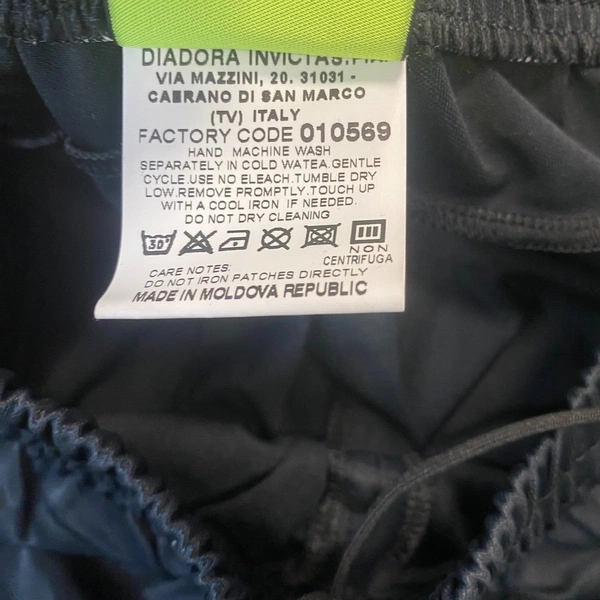 DIADORA INVICTAS.P.A.
VIA MAZZINI, 20. 31031 -
CAERANO DI SAN MARCO
(TV) ITALY
FACTORY CODE 010569
HAND MACHINE WASH
SEPARATELY IN COLD WATEA.GENTLE
CYCLE.USE NO ELEACH.TUMBLE DRY
LOW.REMOVE PROMPTLY.TOUCH UP
WITH A COOL IRON IF NEEDED.
DO NOT DRY CLEANING
30°
NON
CENTRIFUGA
CARE NOTES:
DO NOT IRON PATCHES DIRECTLY
MADE IN MOLDOVA REPUBLIC